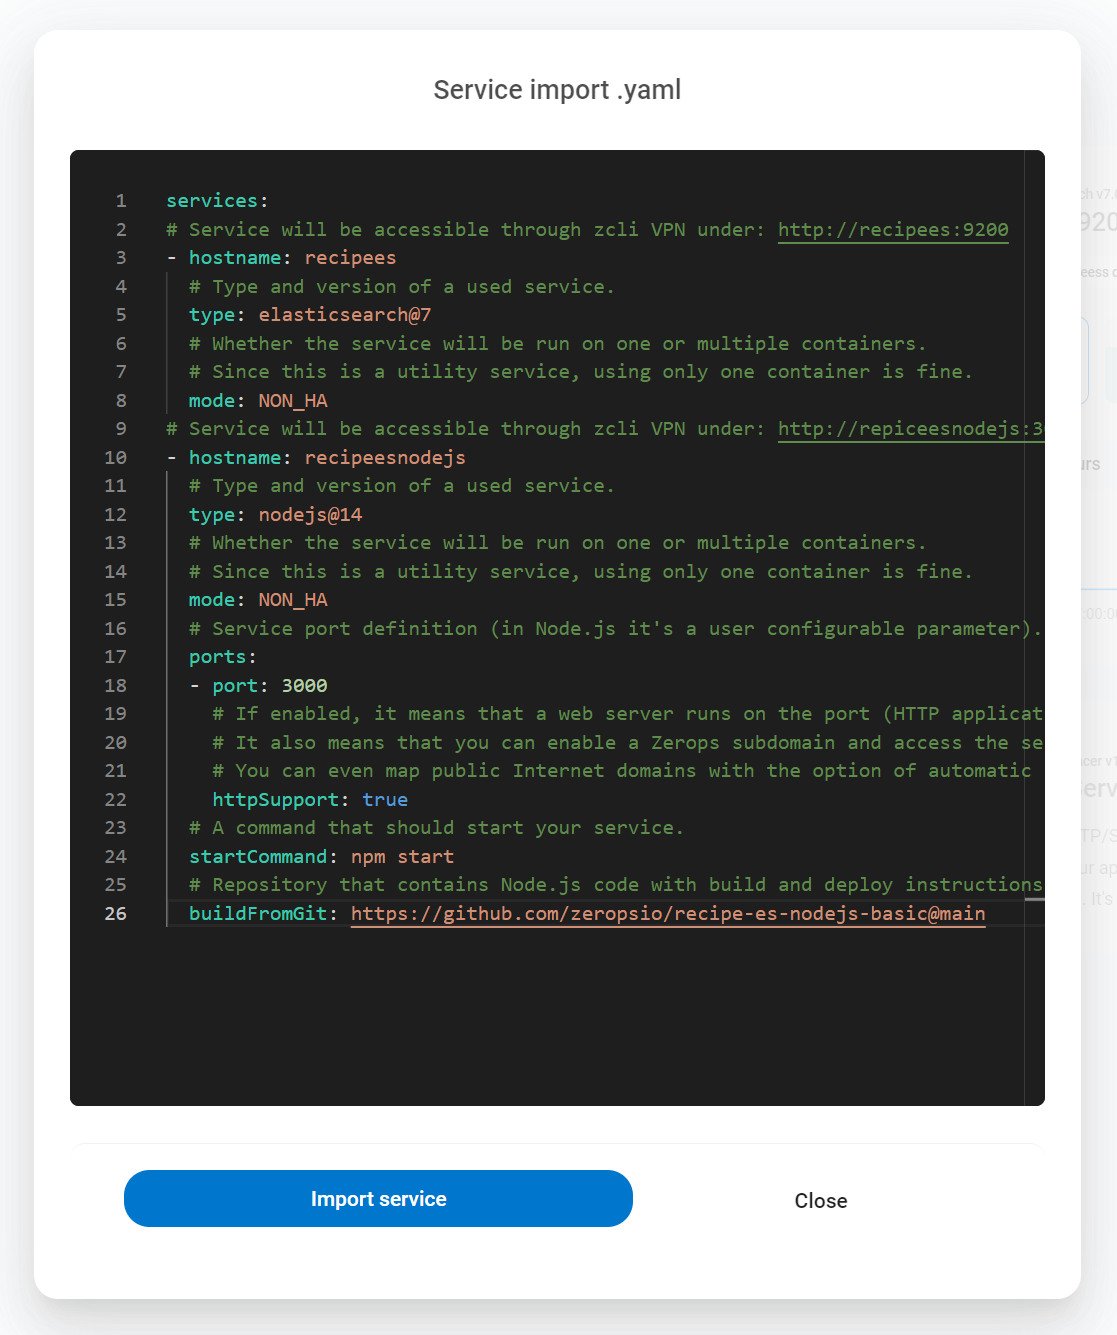 Service import .yaml
1 services:
2 # Service will be accessible through zcli VPN under: http://recipees:9200
3 - hostname: recipees
4 # Type and version of a used service.
5 type: elasticsearch@7
6 # Whether the service will be run on one or multiple containers.
7 # Since this is a utility service, using only one container is fine.
8 mode: NON_HA
9 # Service will be accessible through zcli VPN under: http://repiceesnodejs:3
10 - hostname: recipeesnodejs
11 # Type and version of a used service.
12 type: nodejs@14
13 # Whether the service will be run on one or multiple containers.
14 # Since this is a utility service, using only one container is fine.
15 mode: NON_HA
16 # Service port definition (in Node.js it's a user configurable parameter).
17 ports:
18 - port: 3000
19 # If enabled, it means that a web server runs on the port (HTTP applicat
20 # It also means that you can enable a Zerops subdomain and access the se
21 # You can even map public Internet domains with the option of automatic
22 httpSupport: true
23 # A command that should start your service.
24 startCommand: npm start
25 # Repository that contains Node.js code with build and deploy instructions
26 buildFromGit: https://github.com/zeropsio/recipe-es-nodejs-basic@main
Import service
Close